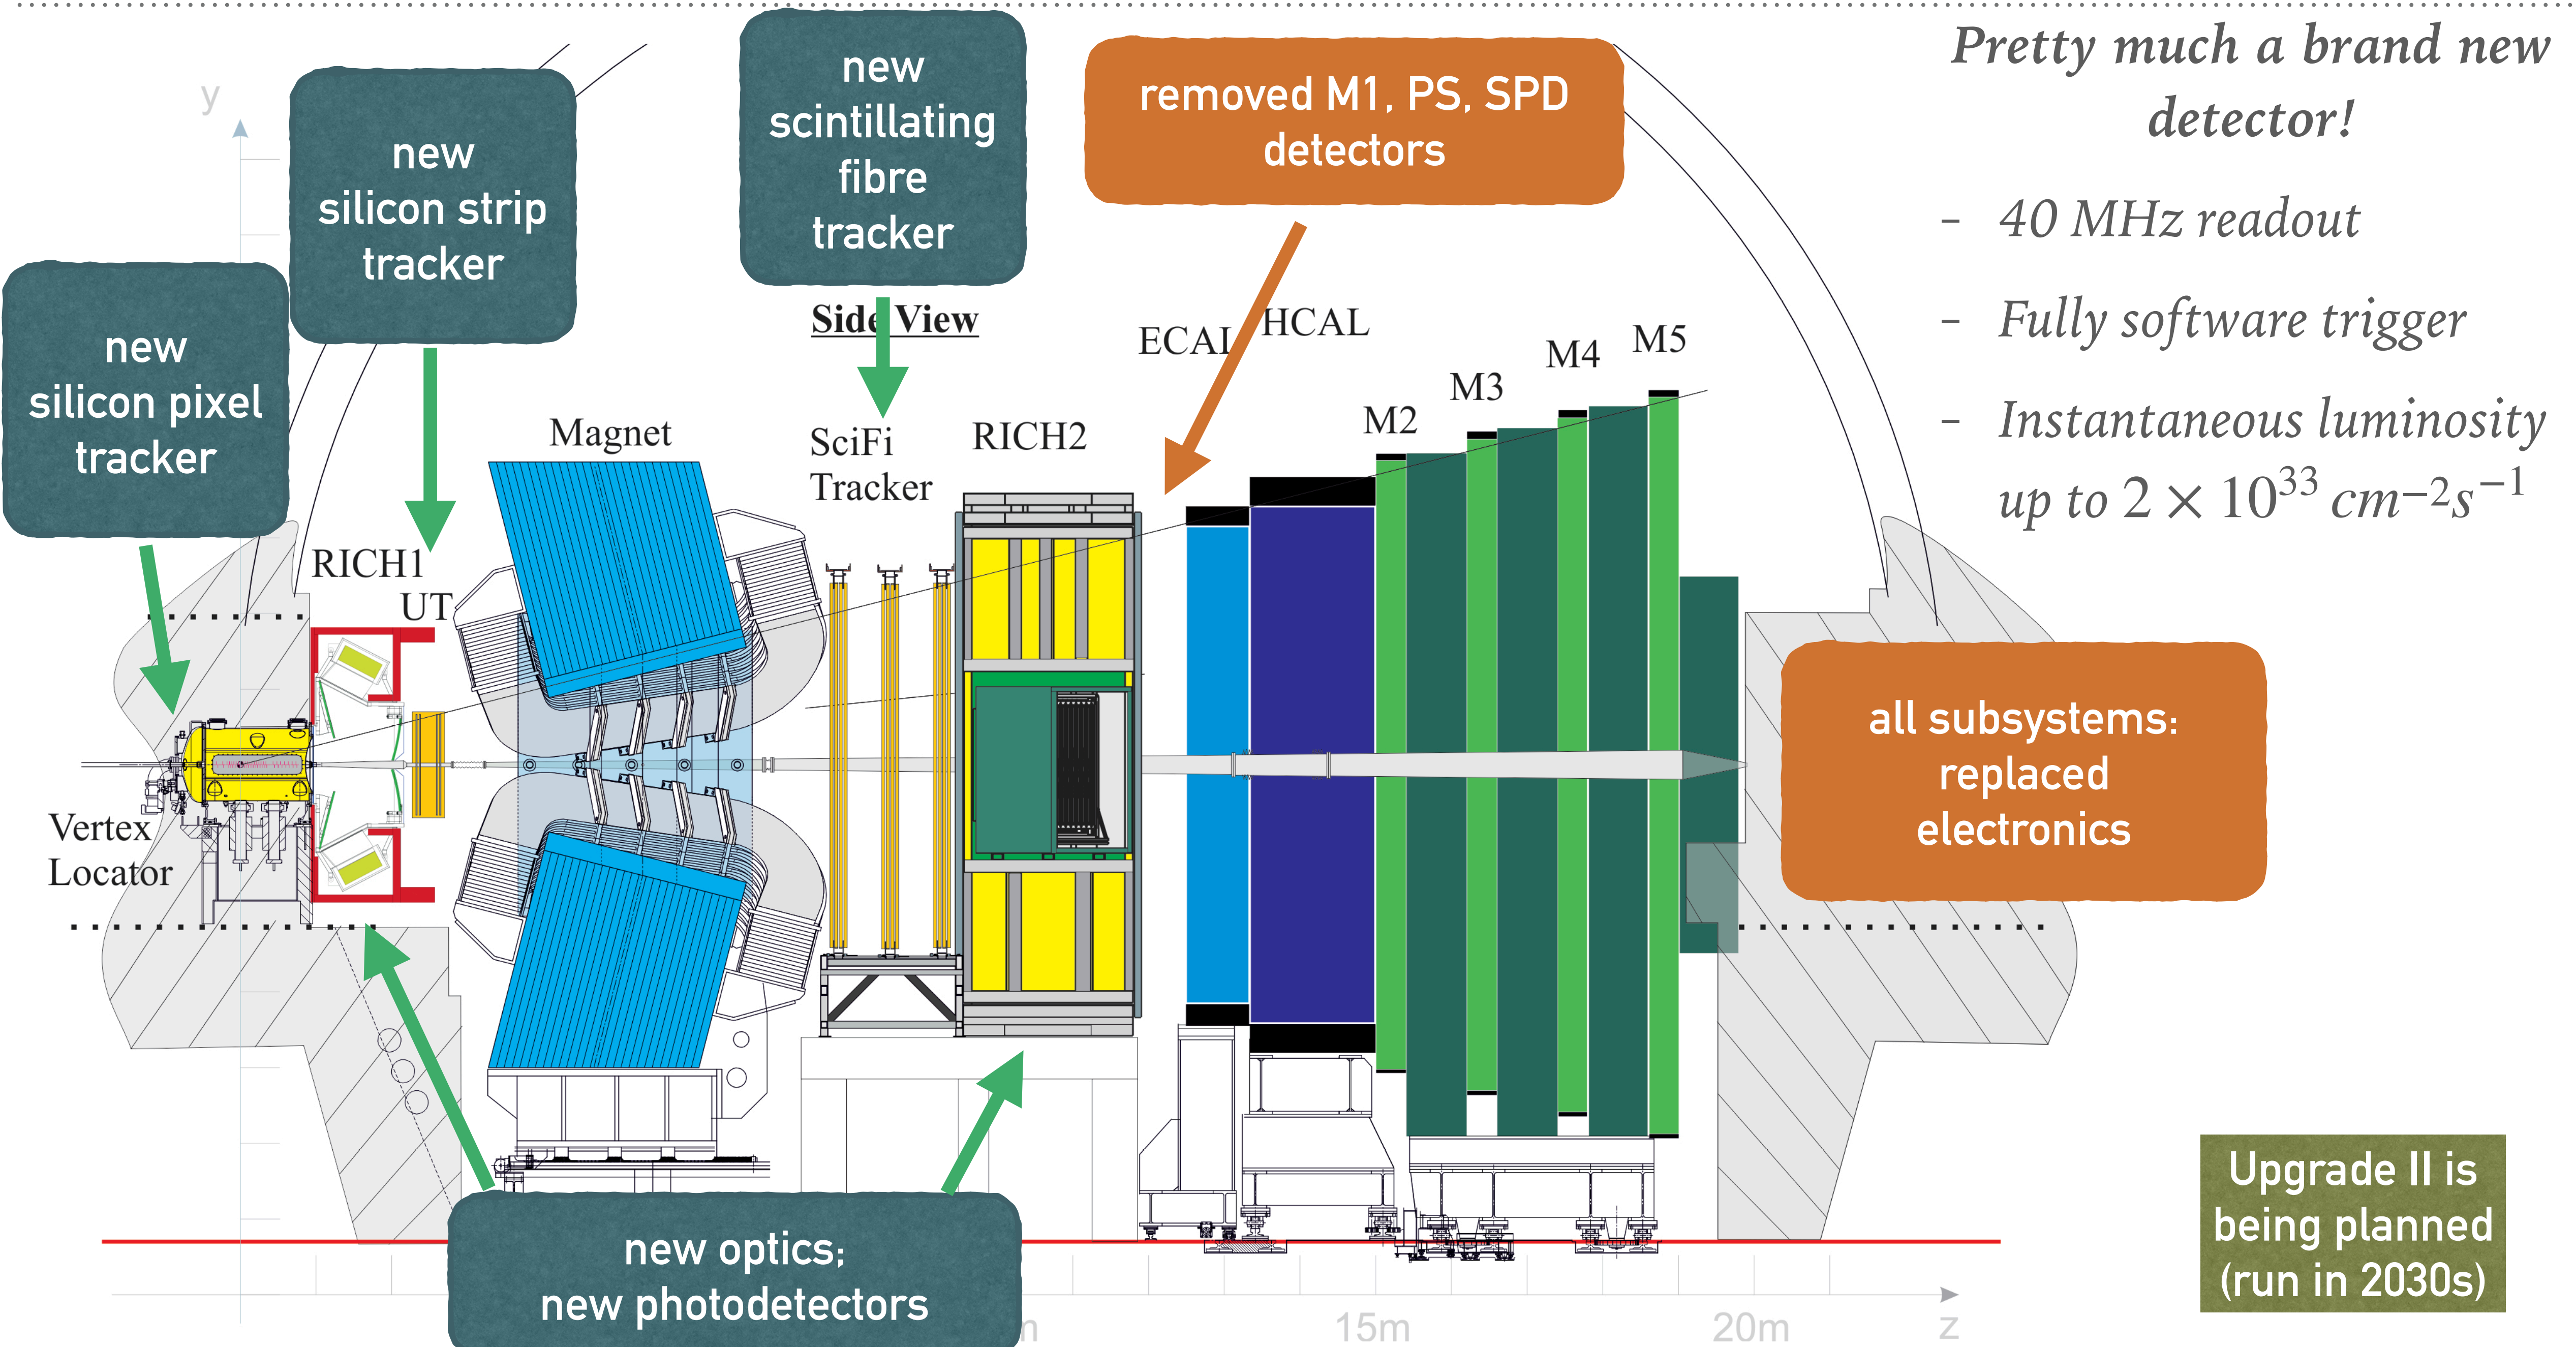 Pretty much a brand new
detector!
- 40 MHz readout
- Fully software trigger
- Instantaneous luminosity
up to 2 × 10³³ cm−2s⁻¹
new
silicon pixel
tracker
new
silicon strip
tracker
new
scintillating
fibre
tracker
removed M1, PS, SPD
detectors
y
Side View
ECAL
HCAL
M2
M3
M4
M5
Magnet
SciFi
Tracker
RICH2
RICH1
UT
Vertex
Locator
all subsystems:
replaced
electronics
new optics;
new photodetectors
Upgrade II is
being planned
(run in 2030s)
m
15m
20m
z